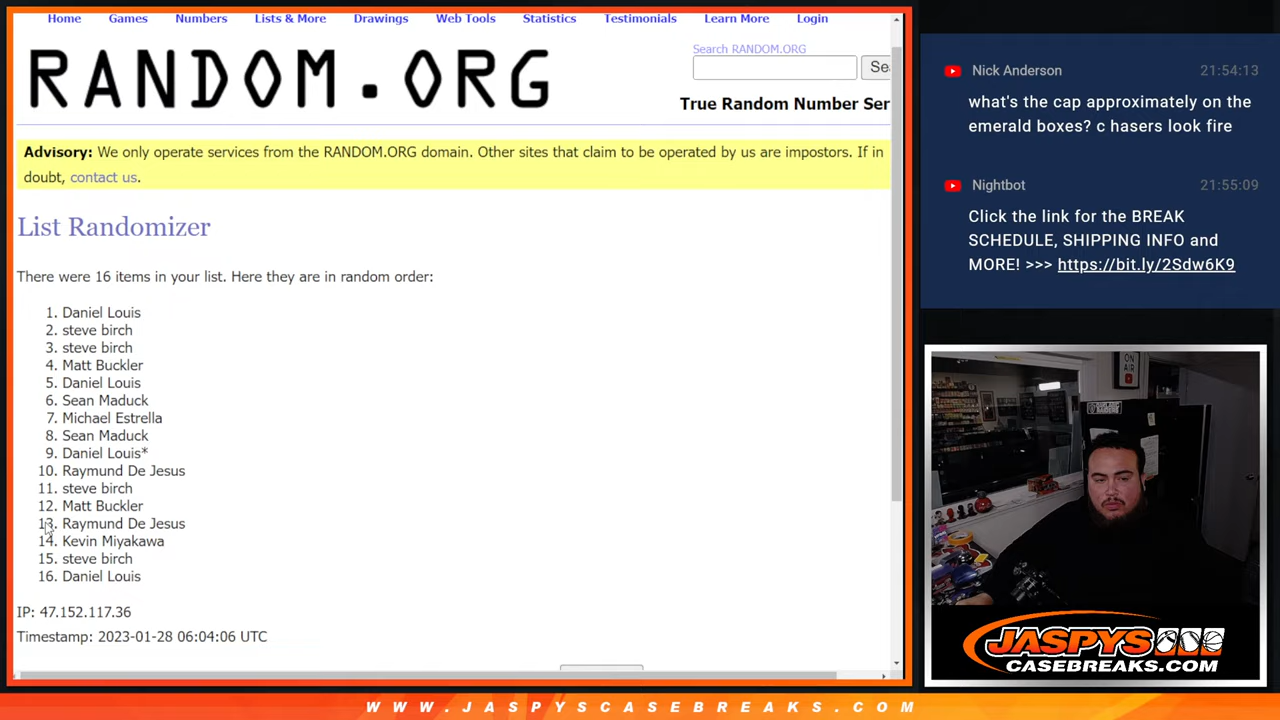 Home Games Numbers Lists & More Drawings Web Tools Statistics Testimonials Learn More Login
RANDOM.ORG
Search RANDOM.ORG
Se
True Random Number Ser
Advisory: We only operate services from the RANDOM.ORG domain. Other sites that claim to be operated by us are impostors. If in
doubt, contact us.
List Randomizer
There were 16 items in your list. Here they are in random order:
1. Daniel Louis
2. steve birch
3. steve birch
4. Matt Buckler
5. Daniel Louis
6. Sean Maduck
7. Michael Estrella
8. Sean Maduck
9. Daniel Louis*
10. Raymund De Jesus
11. steve birch
12. Matt Buckler
13. Raymund De Jesus
14. Kevin Miyakawa
15. steve birch
16. Daniel Louis
IP: 47.152.117.36
Timestamp: 2023-01-28 06:04:06 UTC
Nick Anderson 21:54:13
what's the cap approximately on the
emerald boxes? c hasers look fire
Nightbot 21:55:09
Click the link for the BREAK
SCHEDULE, SHIPPING INFO and
MORE! >>> https://bit.ly/2Sdw6K9
ON
AIR
JASPYS
CASEBREAKS.COM
WWW.JASPYSCASEBREAKS.COM